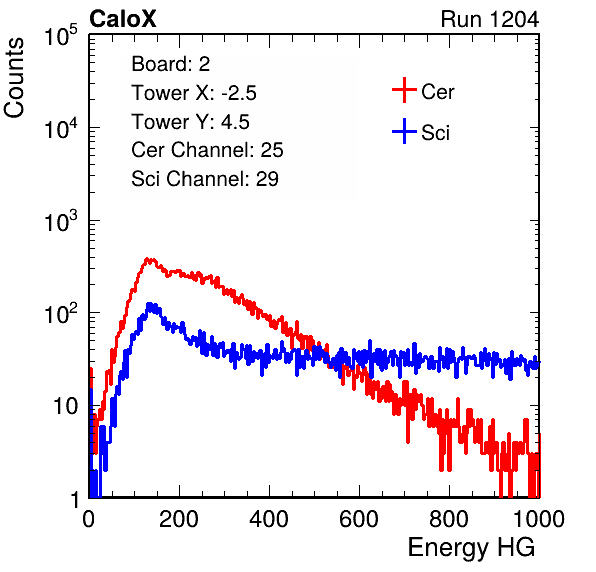 CaloX Run 1204
Counts
10^5
10^4
10^3
10^2
10
1
Board: 2
Tower X: -2.5
Tower Y: 4.5
Cer Channel: 25
Sci Channel: 29
Cer
Sci
0 200 400 600 800 1000
Energy HG